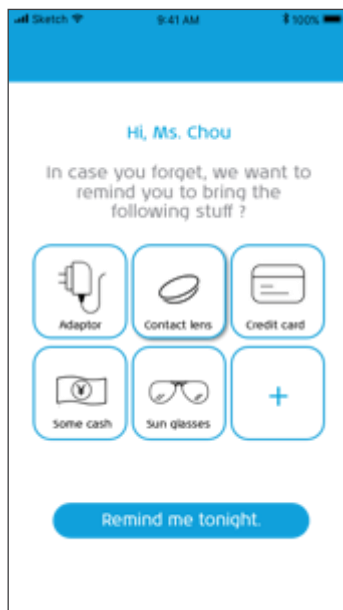 Sketch 9:41 AM 100%
Hi, Ms. Chou
In case you forget, we want to
remind you to bring the
following stuff ?
Adaptor Contact lens Credit card
¥
Some cash Sun glasses +
Remind me tonight.